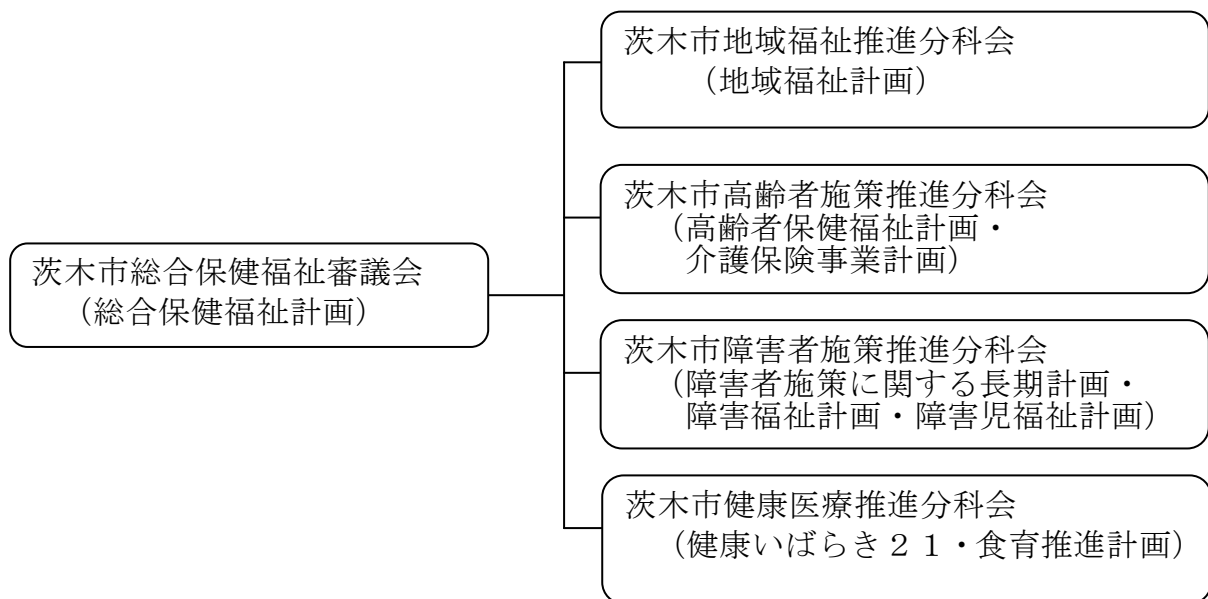 茨木市総合保健福祉審議会
（総合保健福祉計画）
茨木市地域福祉推進分科会
（地域福祉計画）
茨木市高齢者施策推進分科会
（高齢者保健福祉計画・
介護保険事業計画）
茨木市障害者施策推進分科会
（障害者施策に関する長期計画・
障害福祉計画・障害児福祉計画）
茨木市健康医療推進分科会
（健康いばらき２１・食育推進計画）